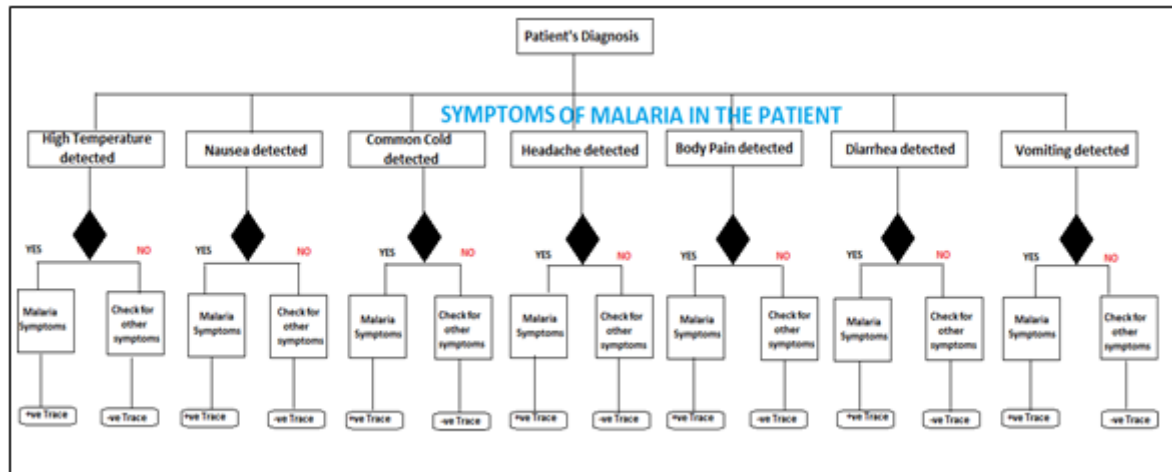 Patient's Diagnosis
SYMPTOMS OF MALARIA IN THE PATIENT
High Temperature
detected
Nausea detected
Common Cold
detected
Headache detected
Body Pain detected
Diarrhea detected
Vomiting detected
YES
NO
YES
NO
YES
NO
YES
NO
YES
NO
YES
NO
YES
NO
Malaria
Symptoms
Check for
other
symptoms
Malaria
Symptoms
Check for
other
symptoms
Malaria
Symptoms
Check for
other
symptoms
Malaria
Symptoms
Check for
other
symptoms
Malaria
Symptoms
Check for
other
symptoms
Malaria
Symptoms
Check for
other
symptoms
Malaria
Symptoms
Check for
other
symptoms
+ve Trace
-ve Trace
+ve Trace
-ve Trace
+ve Trace
-ve Trace
+ve Trace
-ve Trace
+ve Trace
-ve Trace
+ve Trace
-ve Trace
+ve Trace
-ve Trace